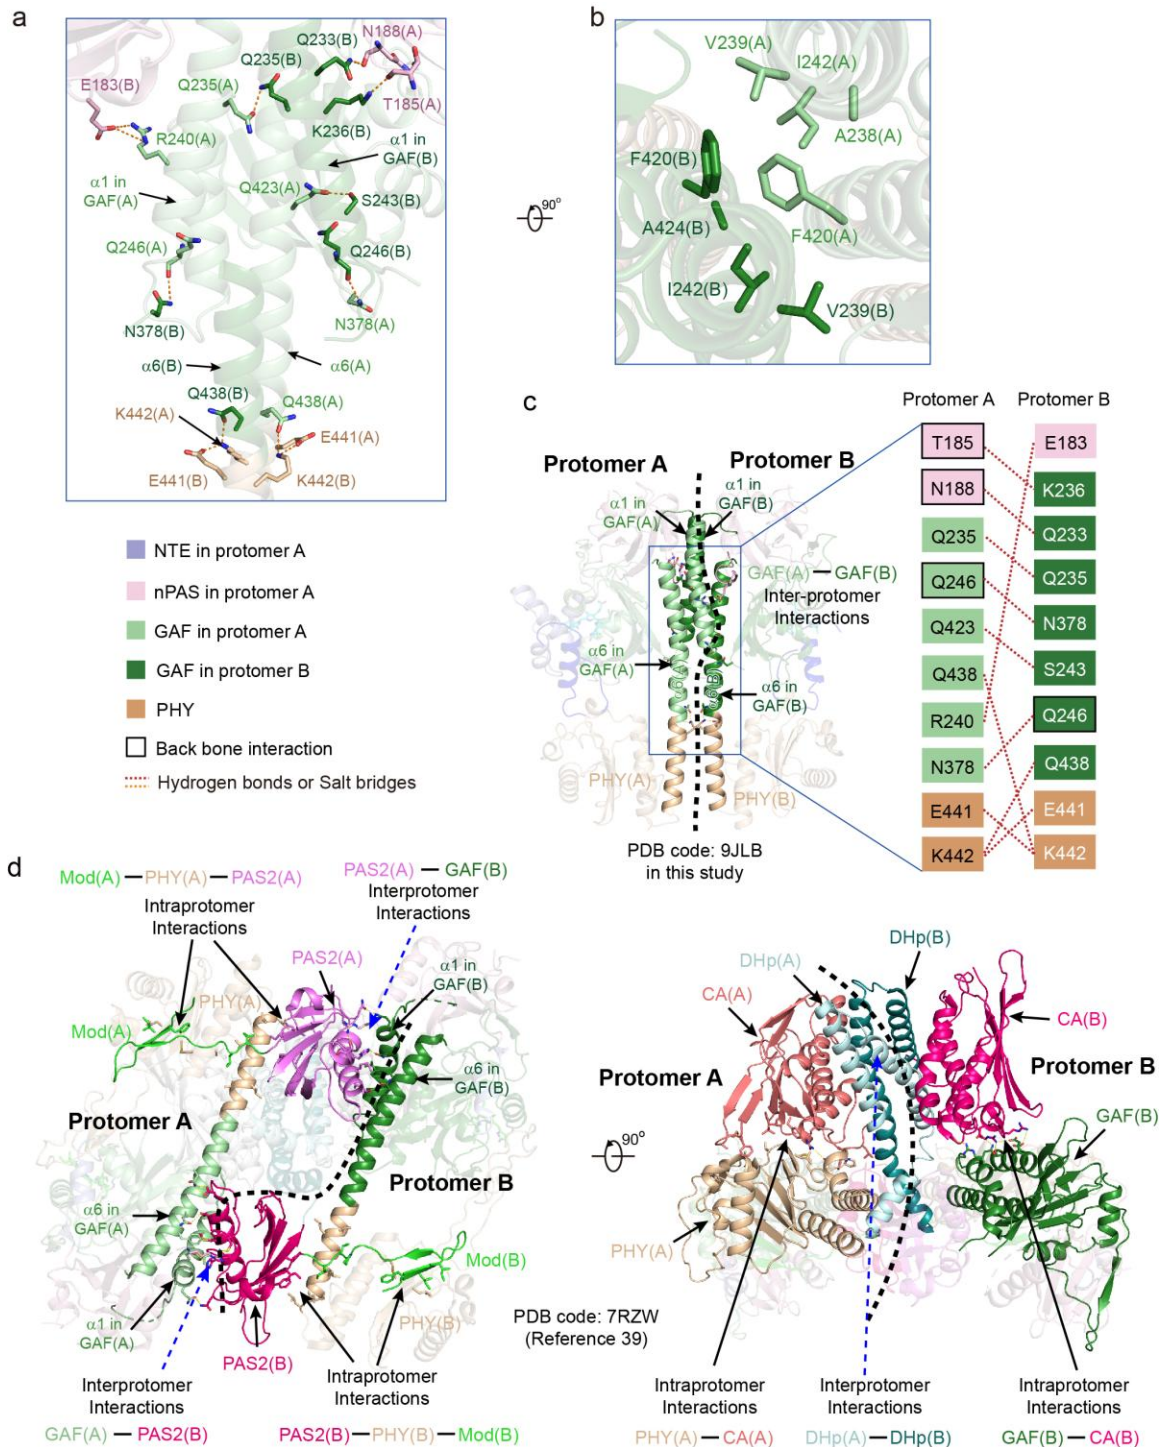 a
N188(A)
Q233(B)
Q235(B)
E183(B)
Q235(A)
T185(A)
R240(A)
K236(B)
α1 in
GAF(B)
α1 in
GAF(A)
Q423(A)
S243(B)
Q246(A)
Q246(B)
N378(B)
N378(A)
α6(B)
α6(A)
Q438(B)
Q438(A)
K442(A)
E441(A)
E441(B)
K442(B)
90°
b
V239(A)
I242(A)
A238(A)
F420(B)
A424(B)
F420(A)
I242(B)
V239(B)
NTE in protomer A
nPAS in protomer A
GAF in protomer A
GAF in protomer B
PHY
Back bone interaction
Hydrogen bonds or Salt bridges
c
Protomer A
Protomer B
α1 in
GAF(A)
α1 in
GAF(B)
GAF(A) — GAF(B)
Inter-protomer
Interactions
α6 in
GAF(A)
α6(A)
α6(B)
α6 in
GAF(B)
PHY(A)
PHY(B)
PDB code: 9JLB
in this study
Protomer A
Protomer B
T185
E183
N188
K236
Q235
Q233
Q246
Q235
Q423
N378
Q438
S243
R240
Q246
N378
Q438
E441
E441
K442
K442
d
Mod(A) — PHY(A) — PAS2(A)
Intraprotomer
Interactions
PAS2(A) — GAF(B)
Interprotomer
Interactions
PAS2(A)
PHY(A)
α1 in
GAF(B)
Mod(A)
α6 in
GAF(B)
Protomer A
Protomer B
α6 in
GAF(A)
Mod(B)
α1 in
GAF(A)
PHY(B)
PAS2(B)
Interprotomer
Interactions
Intraprotomer
Interactions
GAF(A) — PAS2(B)
PAS2(B) — PHY(B) — Mod(B)
90°
PDB code: 7RZW
(Reference 39)
DHp(B)
DHp(A)
CA(A)
CA(B)
Protomer A
Protomer B
GAF(B)
PHY(A)
Intraprotomer
Interactions
Interprotomer
Interactions
Intraprotomer
Interactions
PHY(A) — CA(A)
DHp(A) — DHp(B)
GAF(B) — CA(B)